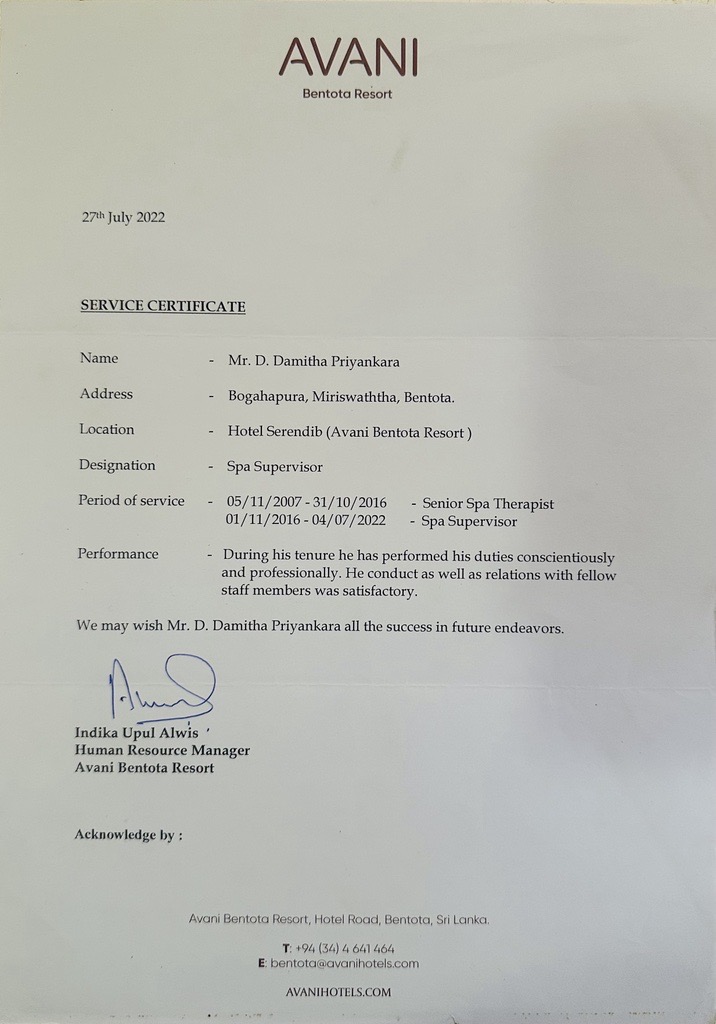 AVANI
Bentota Resort
27th July 2022
SERVICE CERTIFICATE
Name - Mr. D. Damitha Priyankara
Address - Bogahapura, Miriswaththa, Bentota.
Location - Hotel Serendib (Avani Bentota Resort )
Designation - Spa Supervisor
Period of service - 05/11/2007 - 31/10/2016 - Senior Spa Therapist
01/11/2016 - 04/07/2022 - Spa Supervisor
Performance - During his tenure he has performed his duties conscientiously
and professionally. He conduct as well as relations with fellow
staff members was satisfactory.
We may wish Mr. D. Damitha Priyankara all the success in future endeavors.
Indika Upul Alwis
Human Resource Manager
Avani Bentota Resort
Acknowledge by :
Avani Bentota Resort, Hotel Road, Bentota, Sri Lanka.
T: +94 (34) 4 641 464
E: bentota@avanihotels.com
AVANIHOTELS.COM